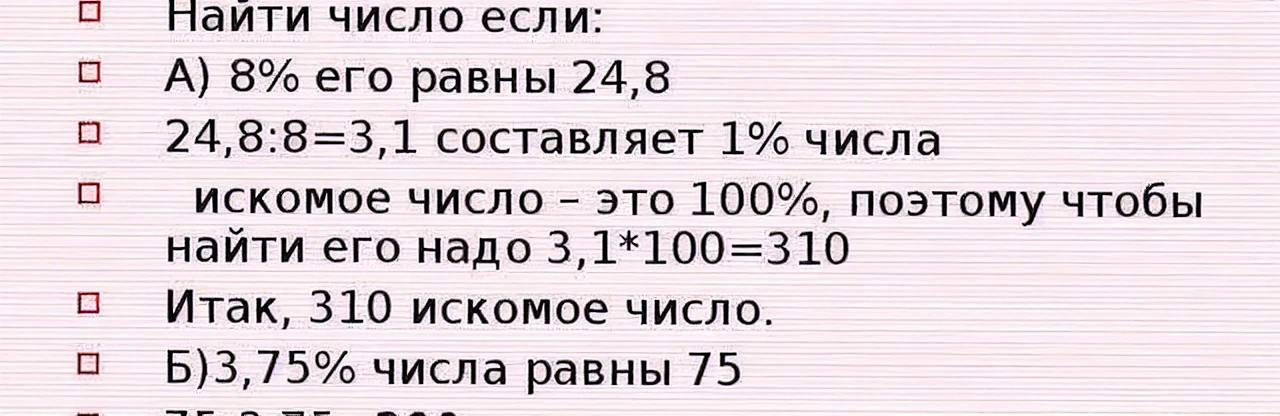 Найти число если:
А) 8% его равны 24,8
24,8:8=3,1 составляет 1% числа
искомое число – это 100%, поэтому чтобы
найти его надо 3,1*100=310
Итак, 310 искомое число.
Б)3,75% числа равны 75